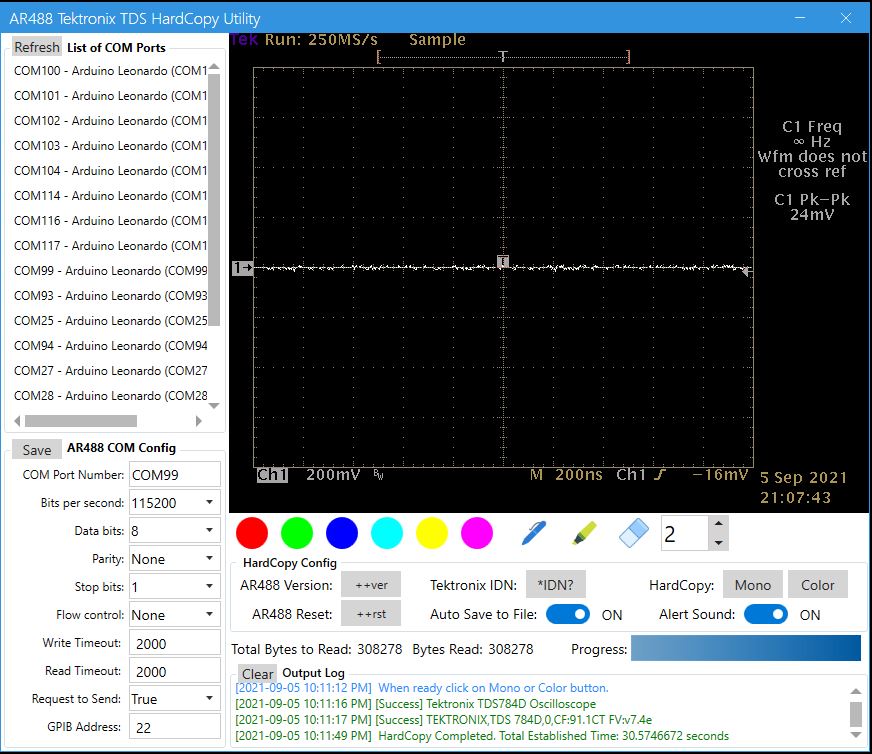 AR488 Tektronix TDS HardCopy Utility
Refresh List of COM Ports
COM100 - Arduino Leonardo (COM1
COM101 - Arduino Leonardo (COM1
COM102 - Arduino Leonardo (COM1
COM103 - Arduino Leonardo (COM1
COM104 - Arduino Leonardo (COM1
COM114 - Arduino Leonardo (COM1
COM116 - Arduino Leonardo (COM1
COM117 - Arduino Leonardo (COM1
COM99 - Arduino Leonardo (COM99
COM93 - Arduino Leonardo (COM93
COM25 - Arduino Leonardo (COM25
COM94 - Arduino Leonardo (COM94
COM27 - Arduino Leonardo (COM27
COM28 - Arduino Leonardo (COM28
Save AR488 COM Config
COM Port Number: COM99
Bits per second: 115200
Data bits: 8
Parity: None
Stop bits: 1
Flow control: None
Write Timeout: 2000
Read Timeout: 2000
Request to Send: True
GPIB Address: 22
Tek Run: 250MS/s Sample
T
C1 Freq
∞ Hz
Wfm does not
cross ref
C1 Pk-Pk
24mV
1→
T
Ch1 200mV BW M 200ns Ch1 ∫ -16mV
5 Sep 2021
21:07:43
2
HardCopy Config
AR488 Version: ++ver Tektronix IDN: *IDN? HardCopy: Mono Color
AR488 Reset: ++rst Auto Save to File: ON Alert Sound: ON
Total Bytes to Read: 308278 Bytes Read: 308278 Progress:
Clear Output Log
[2021-09-05 10:11:12 PM] When ready click on Mono or Color button.
[2021-09-05 10:11:16 PM] [Success] Tektronix TDS784D Oscilloscope
[2021-09-05 10:11:17 PM] [Success] TEKTRONIX,TDS 784D,0,CF:91.1CT FV:v7.4e
[2021-09-05 10:11:49 PM] HardCopy Completed. Total Established Time: 30.5746672 seconds